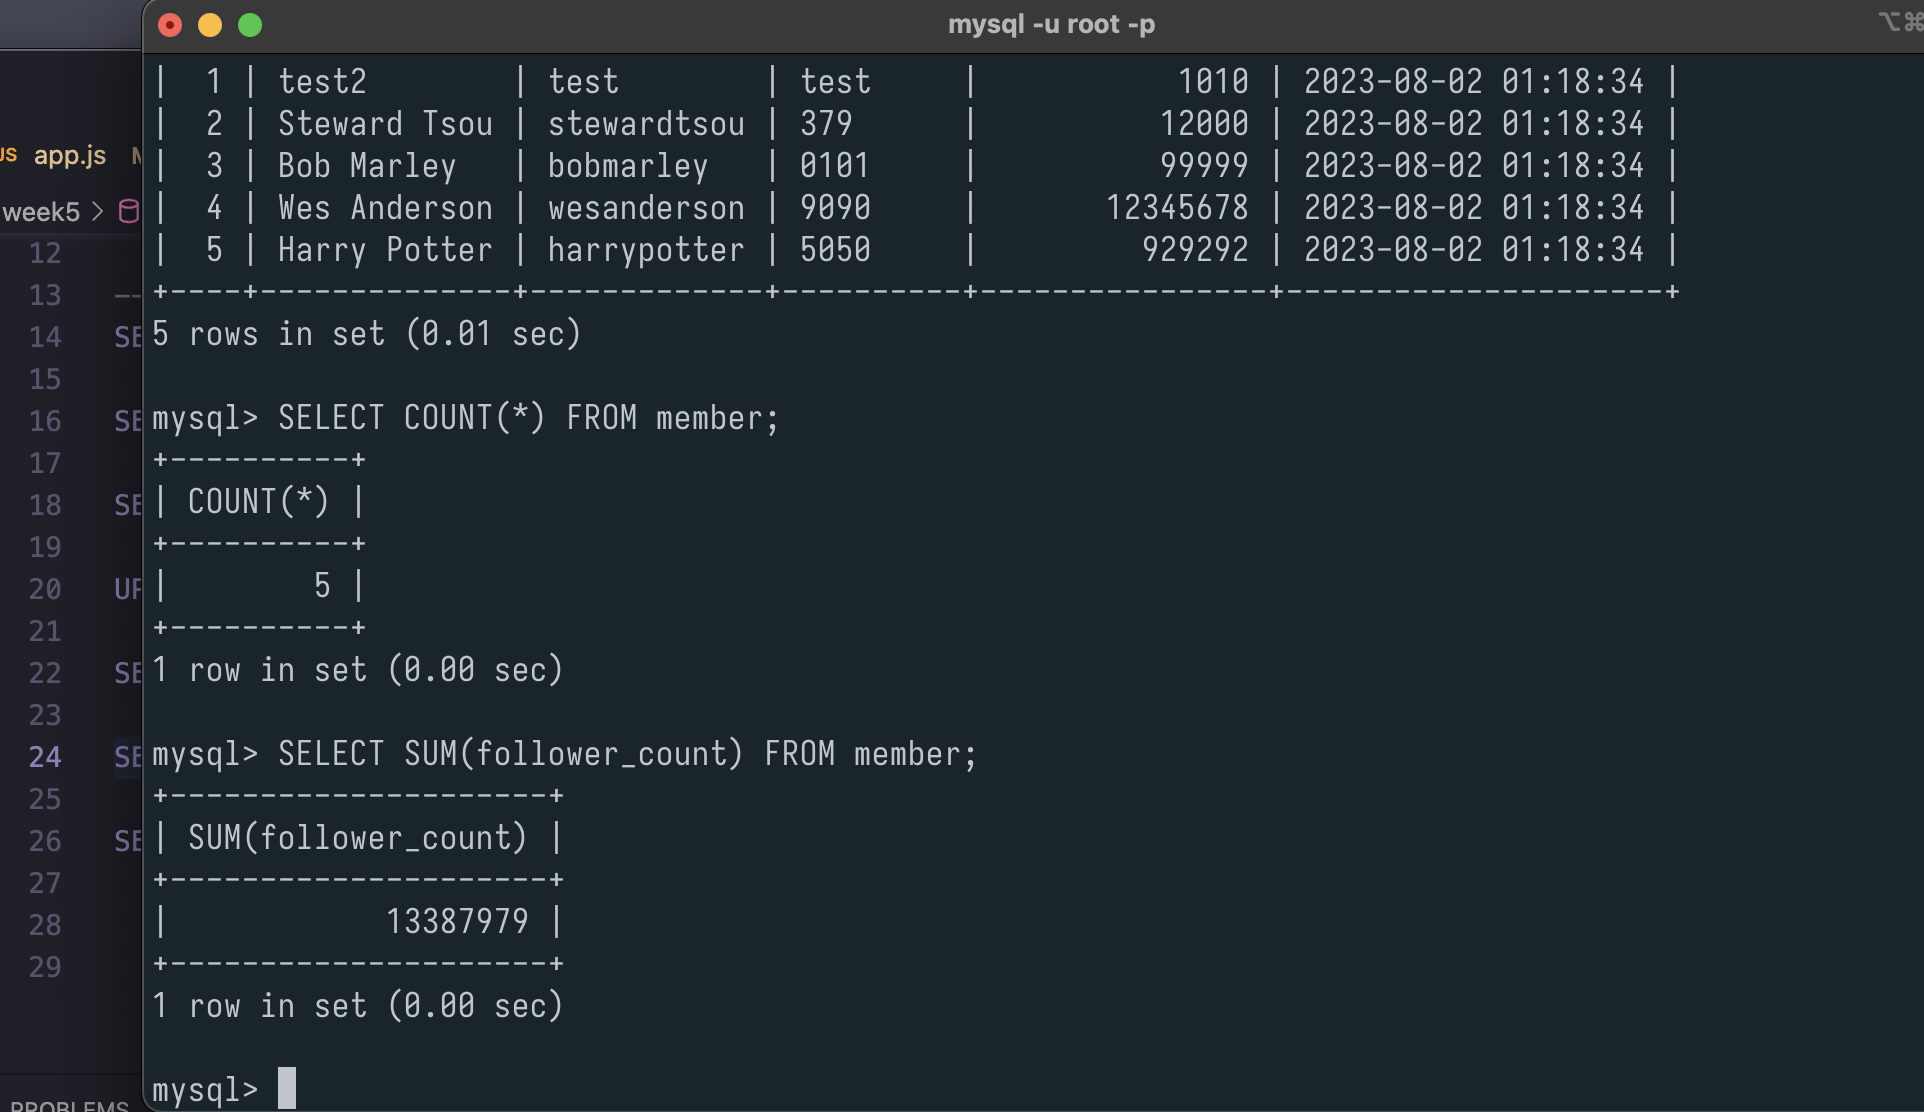 mysql -u root -p
JS app.js M
week5 >
12
13 --
14 SE
15
16 SE
17
18 SE
19
20 UP
21
22 SE
23
24 SE
25
26 SE
27
28
29
PROBLEMS
|  1 | test2        | test        | test     |           1010 | 2023-08-02 01:18:34 |
|  2 | Steward Tsou | stewardtsou | 379      |          12000 | 2023-08-02 01:18:34 |
|  3 | Bob Marley   | bobmarley   | 0101     |          99999 | 2023-08-02 01:18:34 |
|  4 | Wes Anderson | wesanderson | 9090     |       12345678 | 2023-08-02 01:18:34 |
|  5 | Harry Potter | harrypotter | 5050     |         929292 | 2023-08-02 01:18:34 |
+----+--------------+-------------+----------+----------------+---------------------+
5 rows in set (0.01 sec)
mysql> SELECT COUNT(*) FROM member;
+----------+
| COUNT(*) |
+----------+
|        5 |
+----------+
1 row in set (0.00 sec)
mysql> SELECT SUM(follower_count) FROM member;
+---------------------+
| SUM(follower_count) |
+---------------------+
|            13387979 |
+---------------------+
1 row in set (0.00 sec)
mysql>